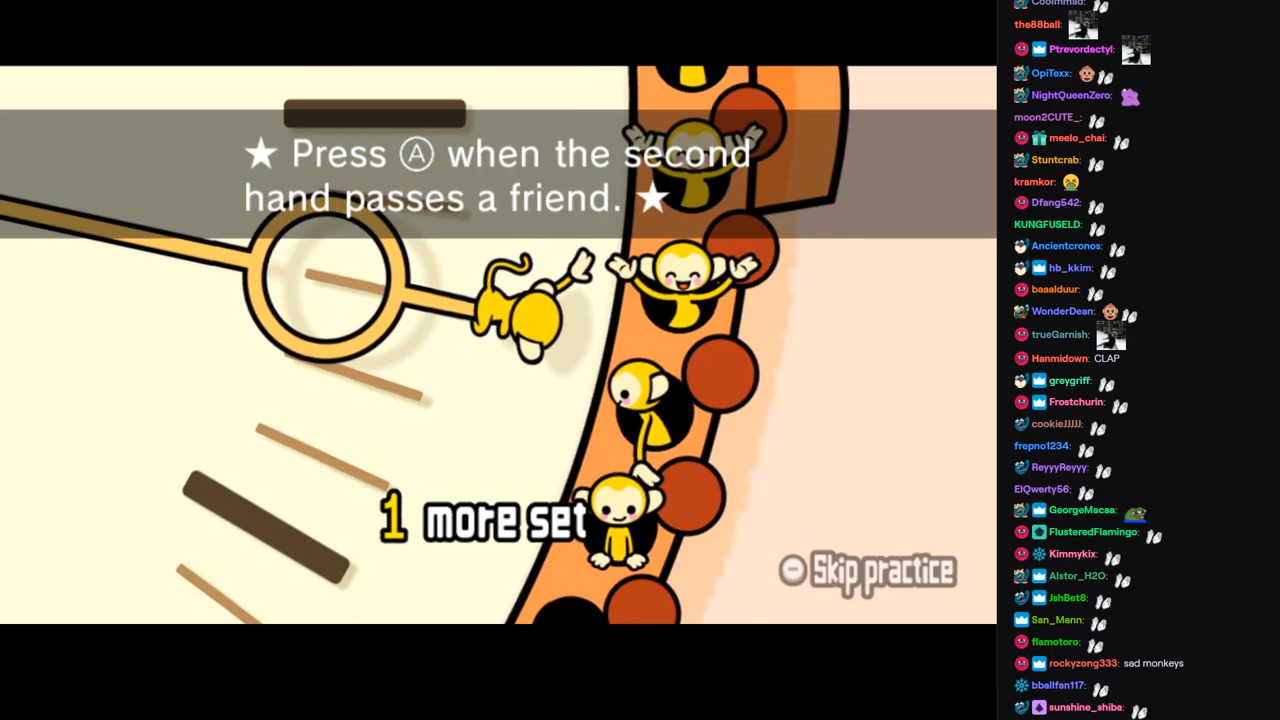 ★ Press Ⓐ when the second
hand passes a friend. ★
1 more set
⊖ Skip practice
Coolmmad:
the88ball:
Ptrevordactyl:
OpiTexx:
NightQueenZero:
moon2CUTE_:
meelo_chai:
Stuntcrab:
kramkor:
Dfang542:
KUNGFUSELD:
Ancientcronos:
hb_kkim:
baaalduur:
WonderDean:
trueGarnish:
Hanmidown: CLAP
greygriff:
Frostchurin:
cookieJJJJJ:
frepno1234:
ReyyyReyyy:
ElQwerty56:
GeorgeMacaa:
FlusteredFlamingo:
Kimmykix:
Alstor_H2O:
JshBet8:
San_Mann:
flamotoro:
rockyzong333: sad monkeys
bballfan117:
sunshine_shiba: